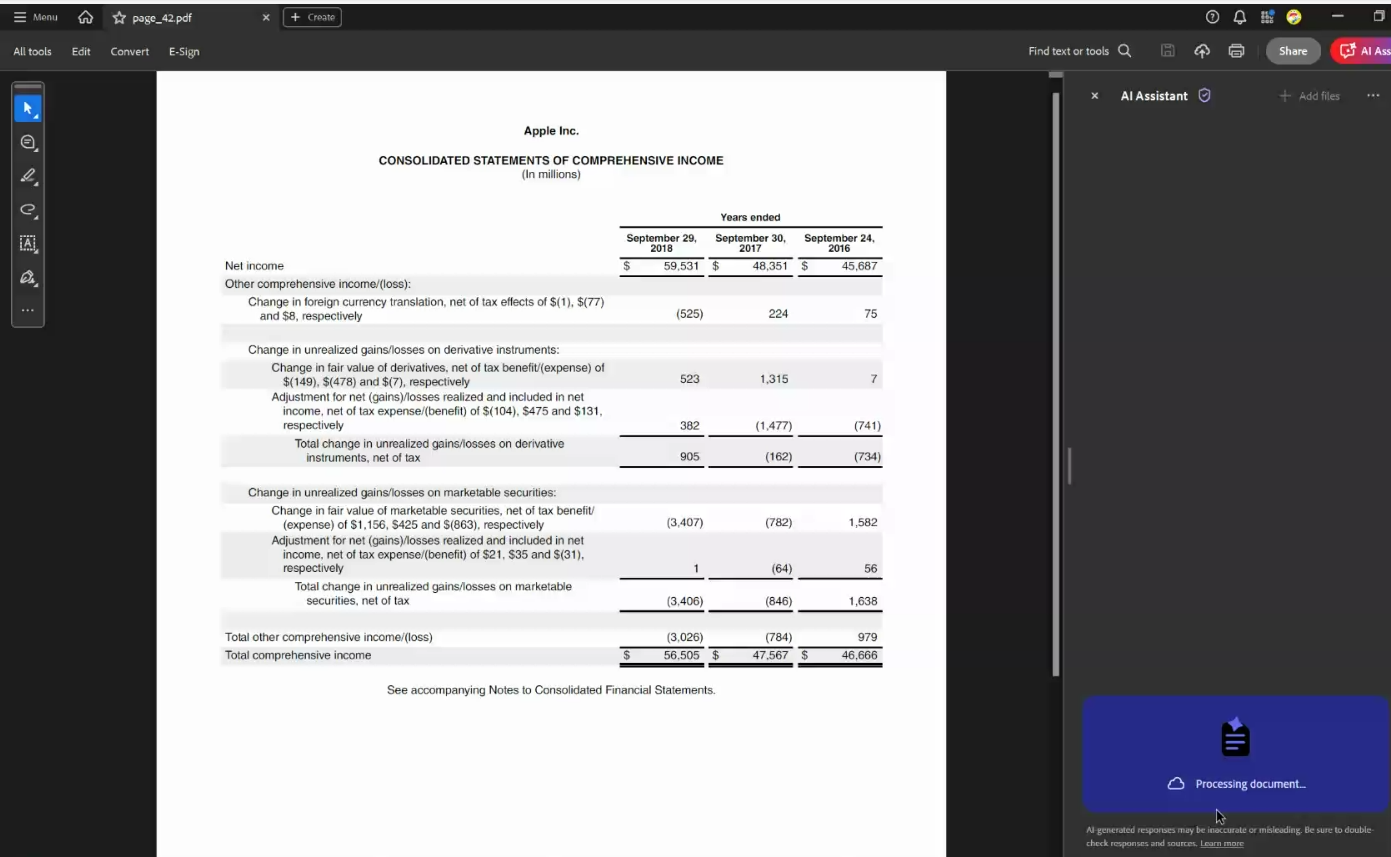 Menu page_42.pdf × + Create
All tools Edit Convert E-Sign Find text or tools Share AI Ass
AI Assistant + Add files
Apple Inc.
CONSOLIDATED STATEMENTS OF COMPREHENSIVE INCOME
(In millions)
Years ended
September 29, September 30, September 24,
2018 2017 2016
Net income $ 59,531 $ 48,351 $ 45,687
Other comprehensive income/(loss):
Change in foreign currency translation, net of tax effects of $(1), $(77)
and $8, respectively (525) 224 75
Change in unrealized gains/losses on derivative instruments:
Change in fair value of derivatives, net of tax benefit/(expense) of
$(149), $(478) and $(7), respectively 523 1,315 7
Adjustment for net (gains)/losses realized and included in net
income, net of tax expense/(benefit) of $(104), $475 and $131,
respectively 382 (1,477) (741)
Total change in unrealized gains/losses on derivative
instruments, net of tax 905 (162) (734)
Change in unrealized gains/losses on marketable securities:
Change in fair value of marketable securities, net of tax benefit/
(expense) of $1,156, $425 and $(863), respectively (3,407) (782) 1,582
Adjustment for net (gains)/losses realized and included in net
income, net of tax expense/(benefit) of $21, $35 and $(31),
respectively 1 (64) 56
Total change in unrealized gains/losses on marketable
securities, net of tax (3,406) (846) 1,638
Total other comprehensive income/(loss) (3,026) (784) 979
Total comprehensive income $ 56,505 $ 47,567 $ 46,666
See accompanying Notes to Consolidated Financial Statements.
Processing document...
AI-generated responses may be inaccurate or misleading. Be sure to double-
check responses and sources. Learn more